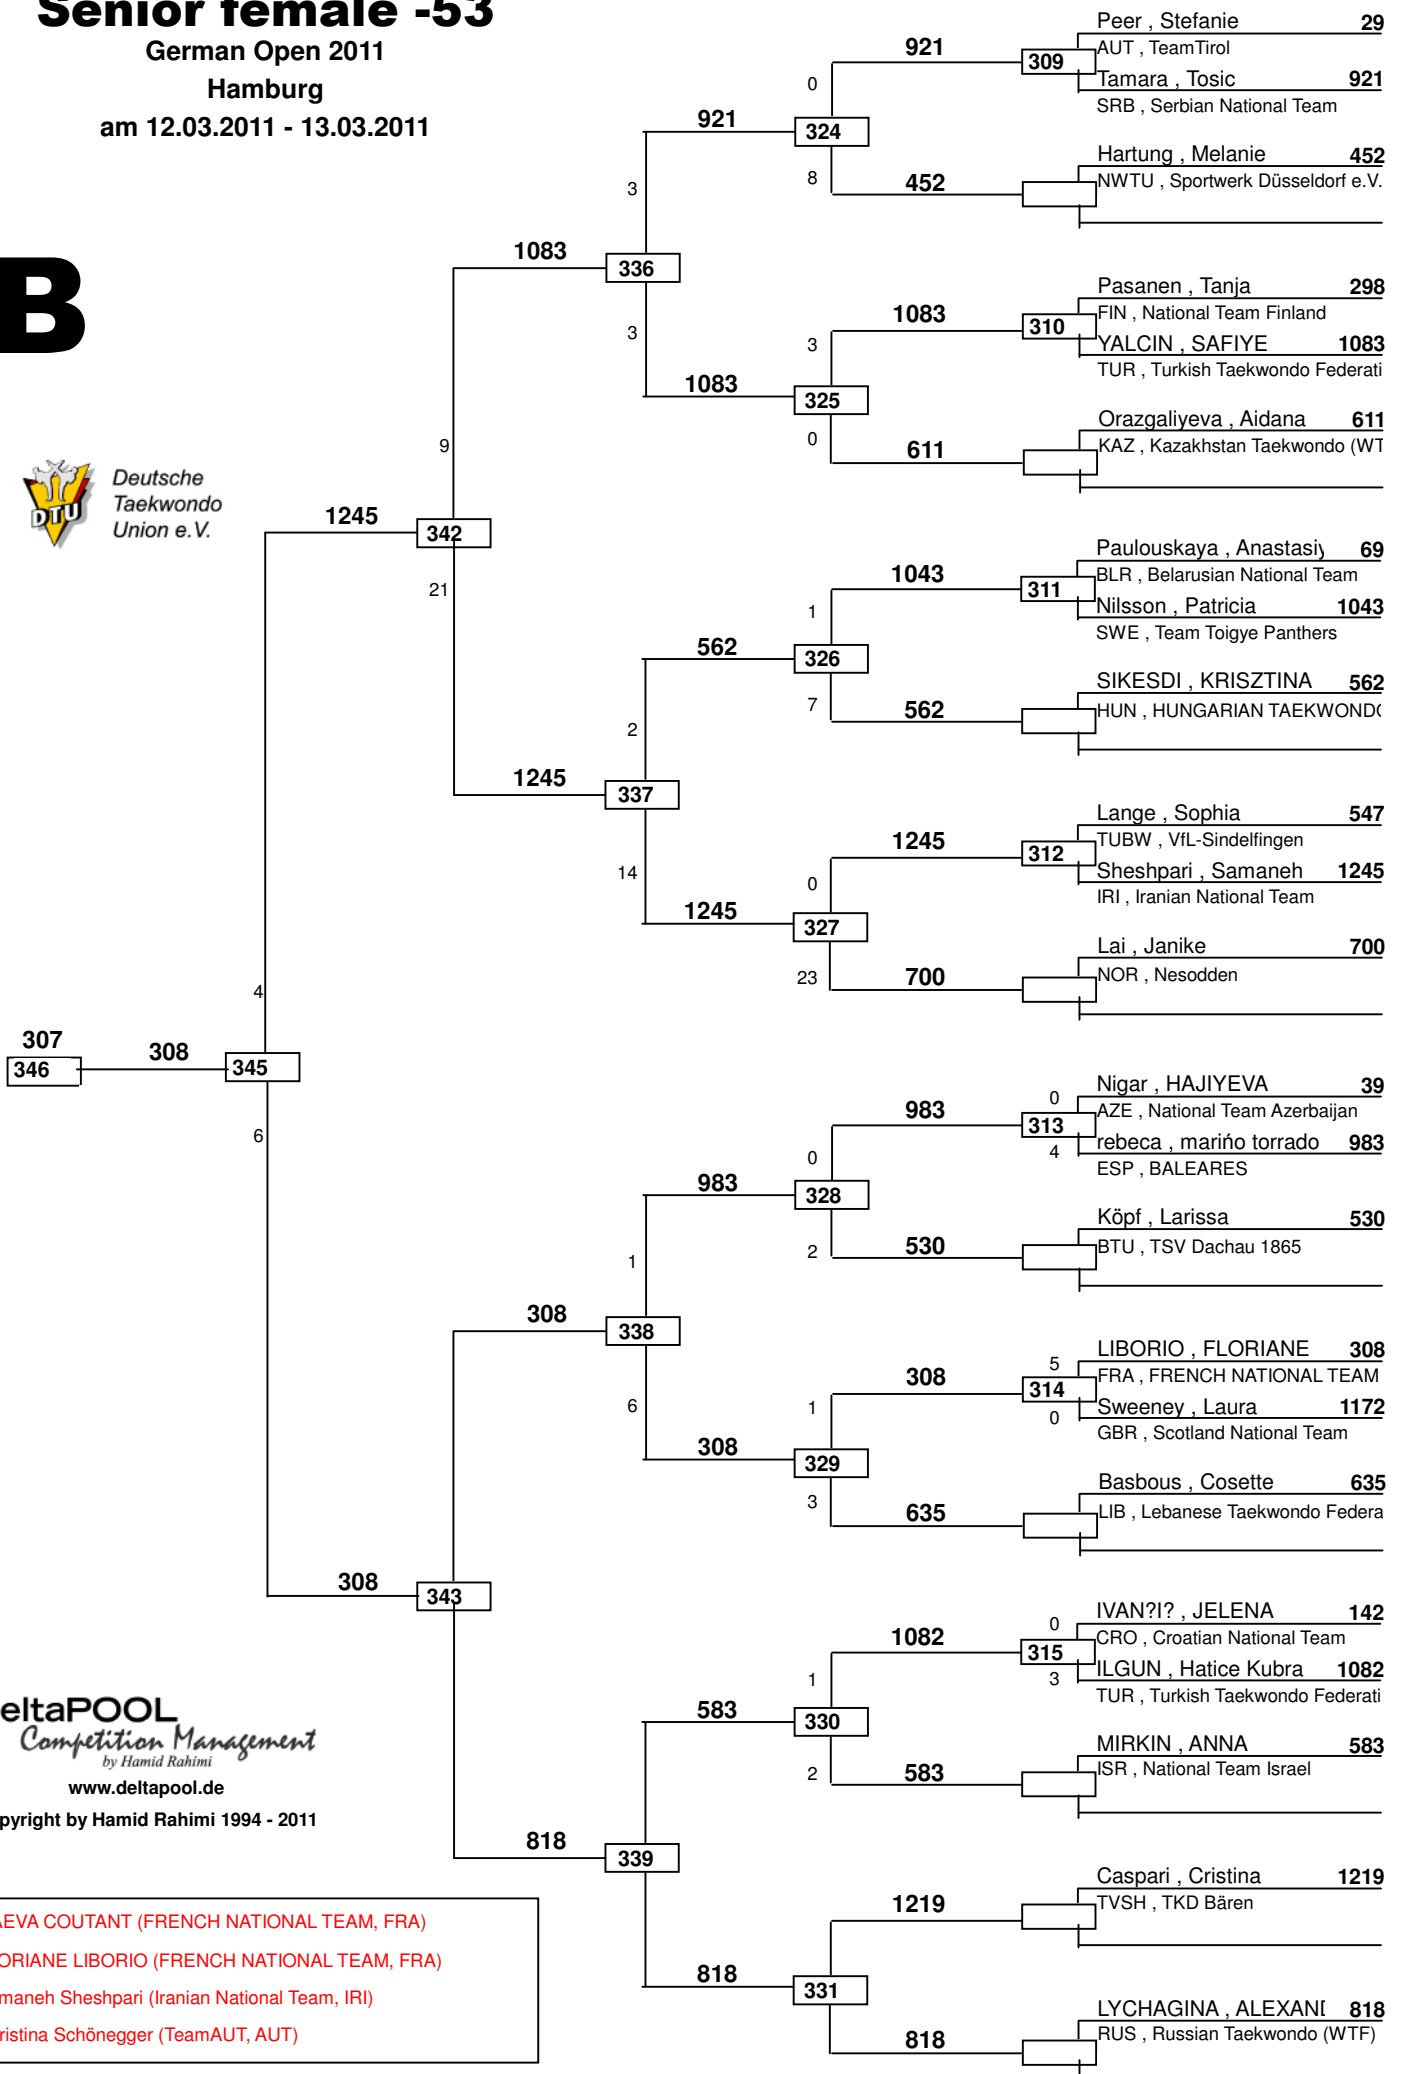 Senior female -53
German Open 2011
Hamburg
am 12.03.2011 - 13.03.2011
B
Deutsche
Taekwondo
Union e.V.
DTU
Peer , Stefanie 29
AUT , TeamTirol
921 309
Tamara , Tosic 921
SRB , Serbian National Team
0
921 324
8
Hartung , Melanie 452
NWTU , Sportwerk Düsseldorf e.V.
452
3
1083 336
3
Pasanen , Tanja 298
FIN , National Team Finland
1083 310
YALCIN , SAFIYE 1083
TUR , Turkish Taekwondo Federati
3
1083 325
0
Orazgaliyeva , Aidana 611
KAZ , Kazakhstan Taekwondo (WT
611
9
1245 342
21
Paulouskaya , Anastasiy 69
BLR , Belarusian National Team
1043 311
Nilsson , Patricia 1043
SWE , Team Toigye Panthers
1
562 326
7
SIKESDI , KRISZTINA 562
HUN , HUNGARIAN TAEKWONDO
562
2
1245 337
14
Lange , Sophia 547
TUBW , VfL-Sindelfingen
1245 312
Sheshpari , Samaneh 1245
IRI , Iranian National Team
0
1245 327
23
Lai , Janike 700
NOR , Nesodden
700
4
307
346 308 345
6
Nigar , HAJIYEVA 39
0
AZE , National Team Azerbaijan
983 313
rebeca , marińo torrado 983
4
ESP , BALEARES
0
983 328
2
Köpf , Larissa 530
BTU , TSV Dachau 1865
530
1
308 338
6
LIBORIO , FLORIANE 308
5
FRA , FRENCH NATIONAL TEAM
308 314
Sweeney , Laura 1172
0
GBR , Scotland National Team
1
308 329
3
Basbous , Cosette 635
LIB , Lebanese Taekwondo Federa
635
308 343
IVAN?I? , JELENA 142
0
CRO , Croatian National Team
1082 315
ILGUN , Hatice Kubra 1082
3
TUR , Turkish Taekwondo Federati
1
583 330
2
MIRKIN , ANNA 583
ISR , National Team Israel
583
818 339
Caspari , Cristina 1219
TVSH , TKD Bären
1219
818 331
LYCHAGINA , ALEXAND 818
RUS , Russian Taekwondo (WTF)
818
eltaPOOL
Competition Management
by Hamid Rahimi
www.deltapool.de
pyright by Hamid Rahimi 1994 - 2011
AEVA COUTANT (FRENCH NATIONAL TEAM, FRA)
ORIANE LIBORIO (FRENCH NATIONAL TEAM, FRA)
maneh Sheshpari (Iranian National Team, IRI)
ristina Schönegger (TeamAUT, AUT)